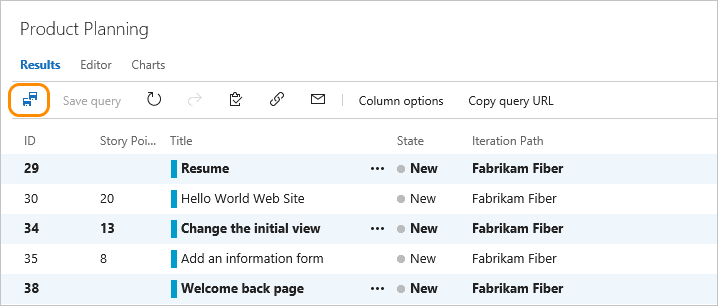 Product Planning
Results Editor Charts
Save query Column options Copy query URL
ID Story Poi... Title State Iteration Path
29 Resume ... New Fabrikam Fiber
30 20 Hello World Web Site New Fabrikam Fiber
34 13 Change the initial view ... New Fabrikam Fiber
35 8 Add an information form New Fabrikam Fiber
38 Welcome back page ... New Fabrikam Fiber